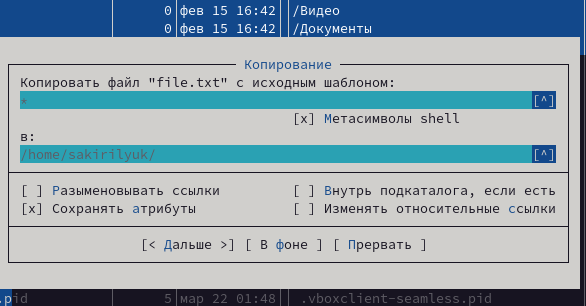 0 фев 15 16:42 /Видео
0 фев 15 16:42 /Документы
Копирование
Копировать файл "file.txt" с исходным шаблоном:
* [^]
[x] Метасимволы shell
в:
/home/sakirilyuk/ [^]
[ ] Разыменовывать ссылки [ ] Внутрь подкаталога, если есть
[x] Сохранять атрибуты [ ] Изменять относительные ссылки
[< Дальше >] [ В фоне ] [ Прервать ]
.pid 5 мар 22 01:48 .vboxclient-seamless.pid